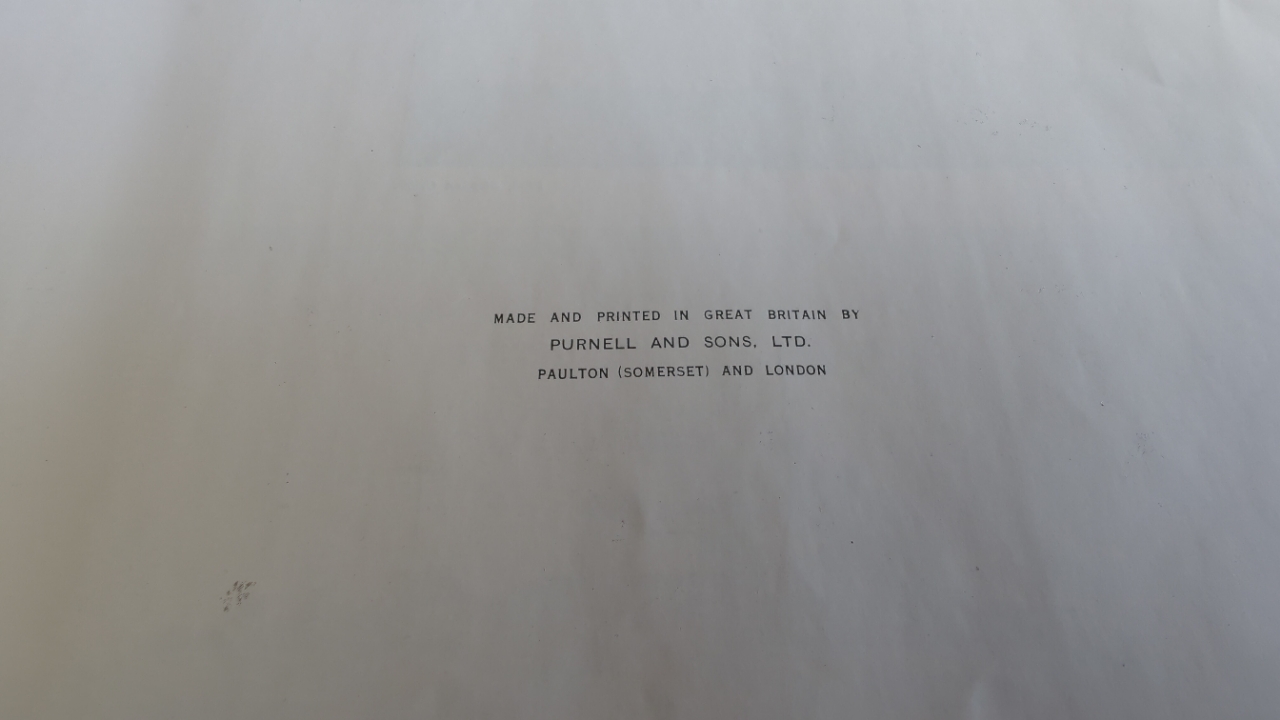 MADE AND PRINTED IN GREAT BRITAIN BY
PURNELL AND SONS, LTD.
PAULTON (SOMERSET) AND LONDON